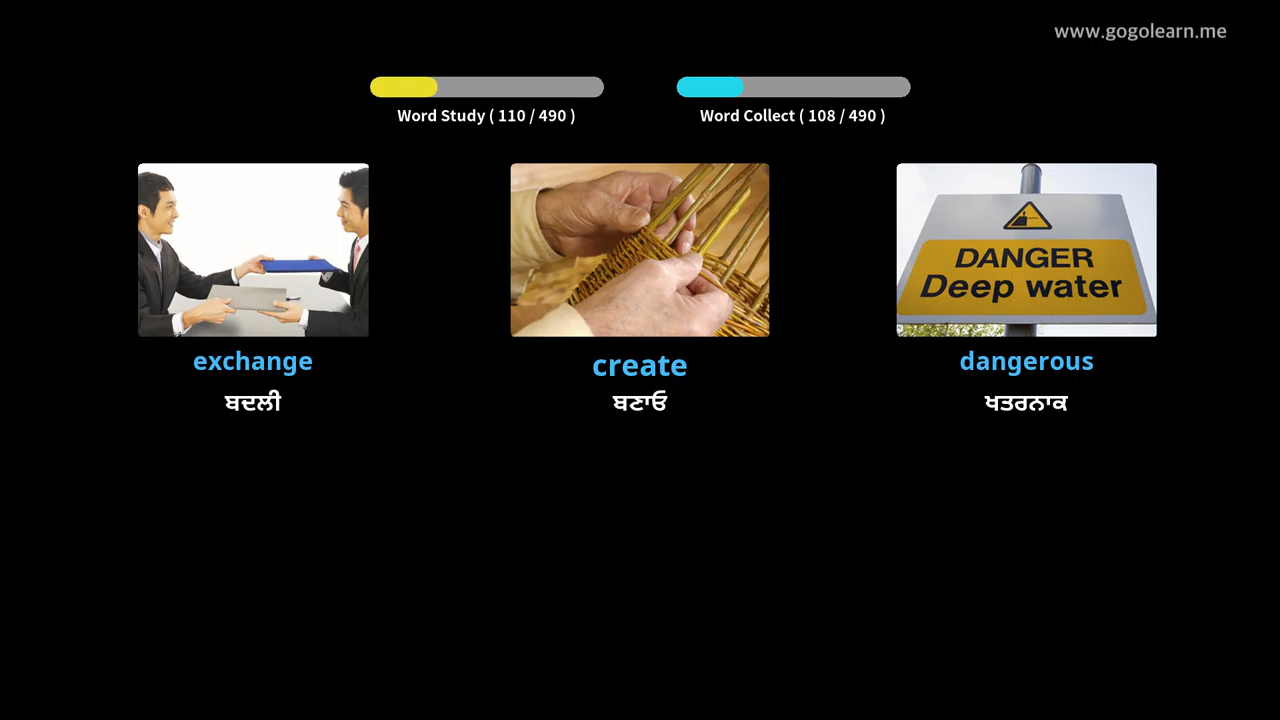 www.gogolearn.me
Word Study ( 110 / 490 )
Word Collect ( 108 / 490 )
DANGER
Deep water
exchange
create
dangerous
ਬਦਲੀ
ਬਣਾਓ
ਖਤਰਨਾਕ